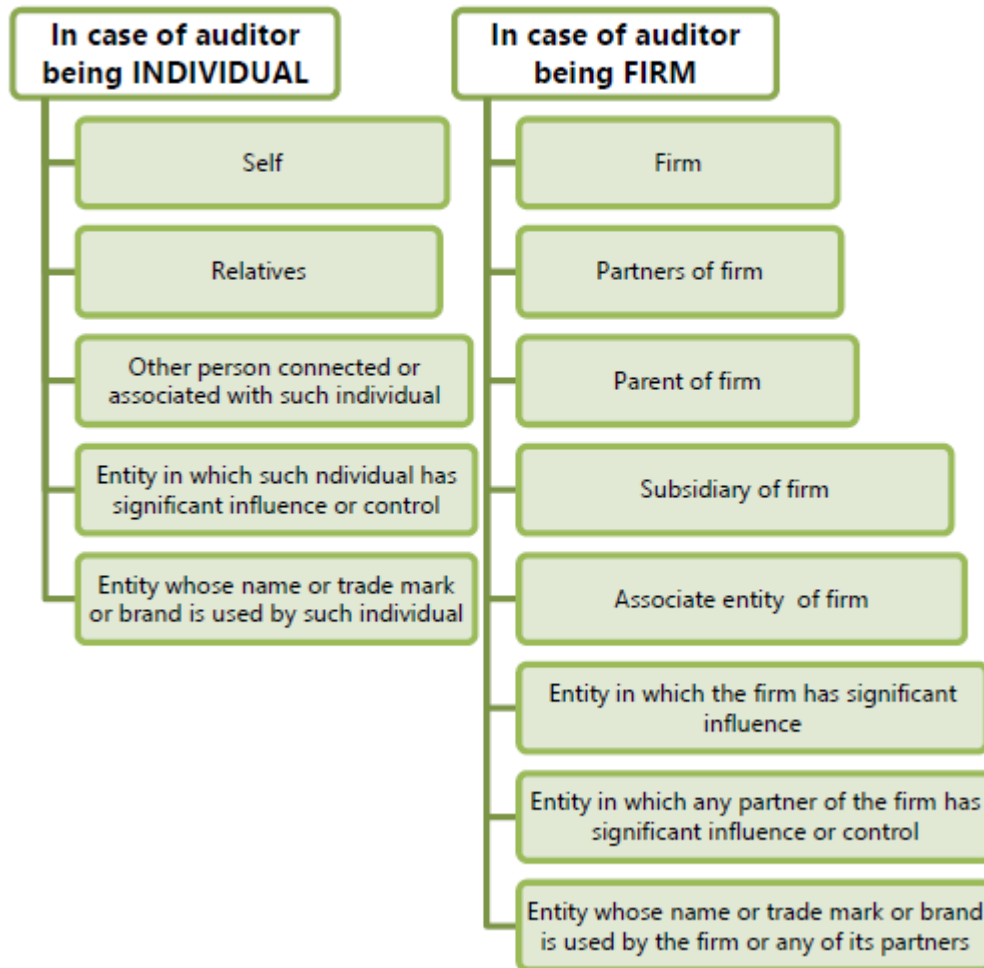 In case of auditor
being INDIVIDUAL
Self
Relatives
Other person connected or
associated with such individual
Entity in which such ndividual has
significant influence or control
Entity whose name or trade mark
or brand is used by such individual
In case of auditor
being FIRM
Firm
Partners of firm
Parent of firm
Subsidiary of firm
Associate entity of firm
Entity in which the firm has significant
influence
Entity in which any partner of the firm has
significant influence or control
Entity whose name or trade mark or brand
is used by the firm or any of its partners